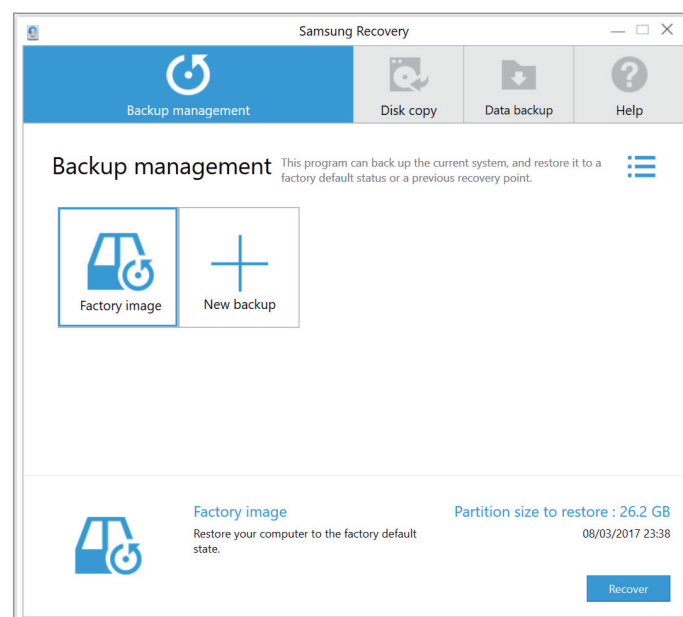 Samsung Recovery
Backup management
Disk copy
Data backup
Help
Backup management
This program can back up the current system, and restore it to a
factory default status or a previous recovery point.
Factory image
New backup
Factory image
Partition size to restore : 26.2 GB
Restore your computer to the factory default
state.
08/03/2017 23:38
Recover